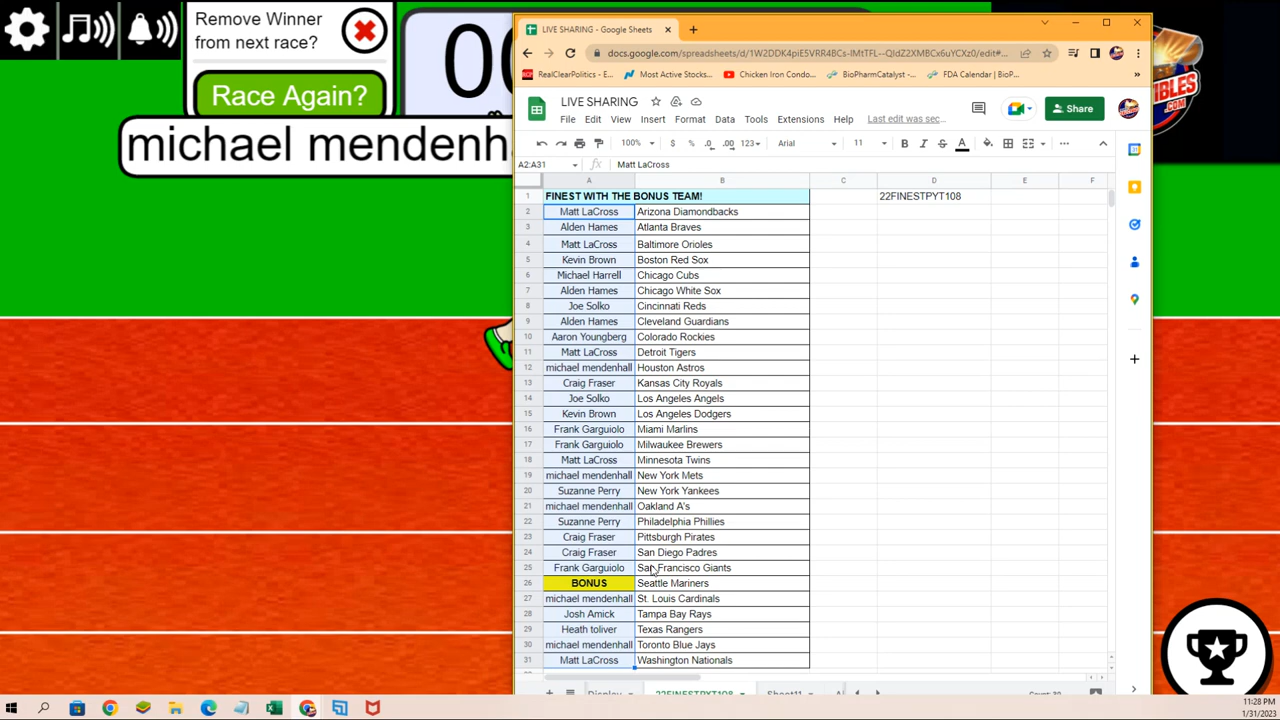 Remove Winner
from next race?
Race Again?
michael mendenh
LIVE SHARING - Google Sheets
docs.google.com/spreadsheets/d/1W2DDK4piE5VRR4BCs-IMtTFL--QIdZ2XMBCx6uYCXz0/edit#...
RealClearPolitics - E...
Most Active Stocks...
Chicken Iron Condo...
BioPharmCatalyst -...
FDA Calendar | BioP...
»
LIVE SHARING
Share
File Edit View Insert Format Data Tools Extensions Help Last edit was sec...
100% $ % .0 .00 123 Arial 11 B I S A
A2:A31 fx Matt LaCross
A B C D E F
1 FINEST WITH THE BONUS TEAM! 22FINESTPYT108
2 Matt LaCross Arizona Diamondbacks
3 Alden Hames Atlanta Braves
4 Matt LaCross Baltimore Orioles
5 Kevin Brown Boston Red Sox
6 Michael Harrell Chicago Cubs
7 Alden Hames Chicago White Sox
8 Joe Solko Cincinnati Reds
9 Alden Hames Cleveland Guardians
10 Aaron Youngberg Colorado Rockies
11 Matt LaCross Detroit Tigers
12 michael mendenhall Houston Astros
13 Craig Fraser Kansas City Royals
14 Joe Solko Los Angeles Angels
15 Kevin Brown Los Angeles Dodgers
16 Frank Garguiolo Miami Marlins
17 Frank Garguiolo Milwaukee Brewers
18 Matt LaCross Minnesota Twins
19 michael mendenhall New York Mets
20 Suzanne Perry New York Yankees
21 michael mendenhall Oakland A's
22 Suzanne Perry Philadelphia Phillies
23 Craig Fraser Pittsburgh Pirates
24 Craig Fraser San Diego Padres
25 Frank Garguiolo San Francisco Giants
26 BONUS Seattle Mariners
27 michael mendenhall St. Louis Cardinals
28 Josh Amick Tampa Bay Rays
29 Heath toliver Texas Rangers
30 michael mendenhall Toronto Blue Jays
31 Matt LaCross Washington Nationals
Display 22FINESTPYT108 Sheet11
11:28 PM
1/31/2023